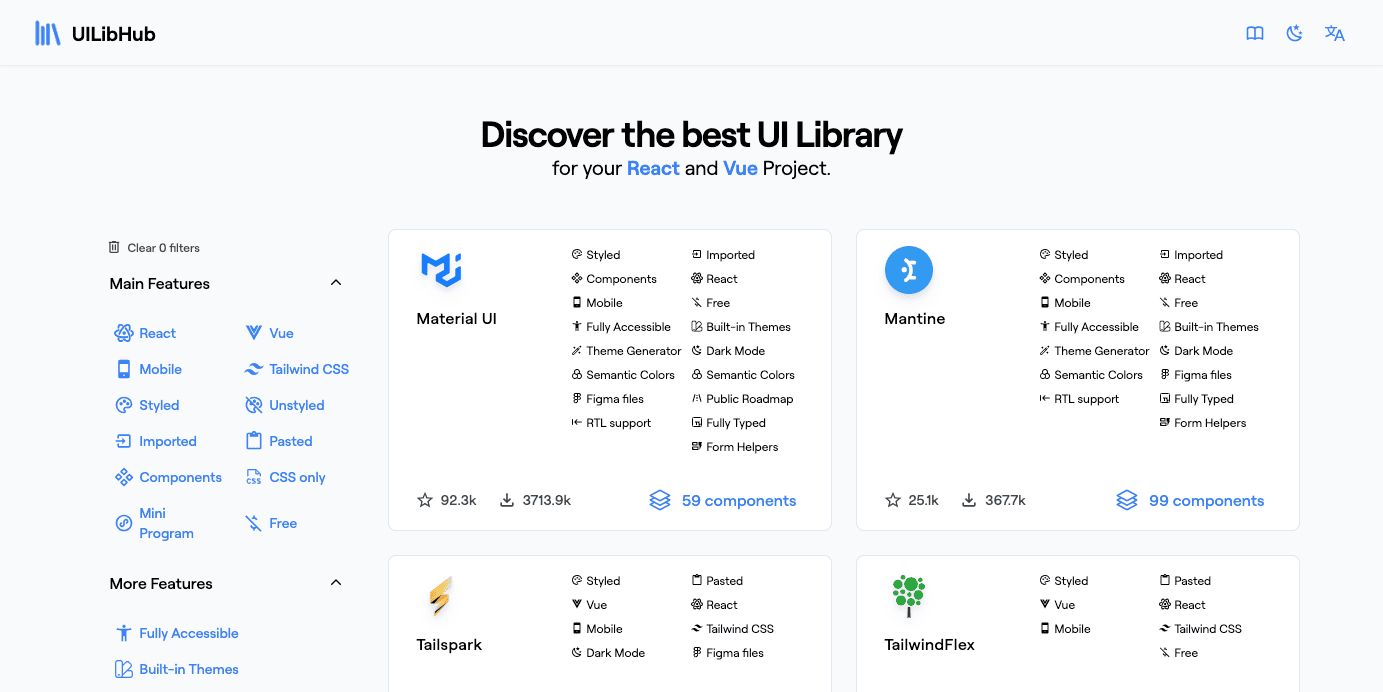 UILibHub
Discover the best UI Library
for your React and Vue Project.
Clear 0 filters
Main Features
React
Vue
Mobile
Tailwind CSS
Styled
Unstyled
Imported
Pasted
Components
CSS only
Mini
Program
Free
More Features
Fully Accessible
Built-in Themes
Material UI
Styled
Imported
Components
React
Mobile
Free
Fully Accessible
Built-in Themes
Theme Generator
Dark Mode
Semantic Colors
Semantic Colors
Figma files
Public Roadmap
RTL support
Fully Typed
Form Helpers
92.3k
3713.9k
59 components
Mantine
Styled
Imported
Components
React
Mobile
Free
Fully Accessible
Built-in Themes
Theme Generator
Dark Mode
Semantic Colors
Figma files
RTL support
Fully Typed
Form Helpers
25.1k
367.7k
99 components
Tailspark
Styled
Pasted
Vue
React
Mobile
Tailwind CSS
Dark Mode
Figma files
TailwindFlex
Styled
Pasted
Vue
React
Mobile
Tailwind CSS
Free